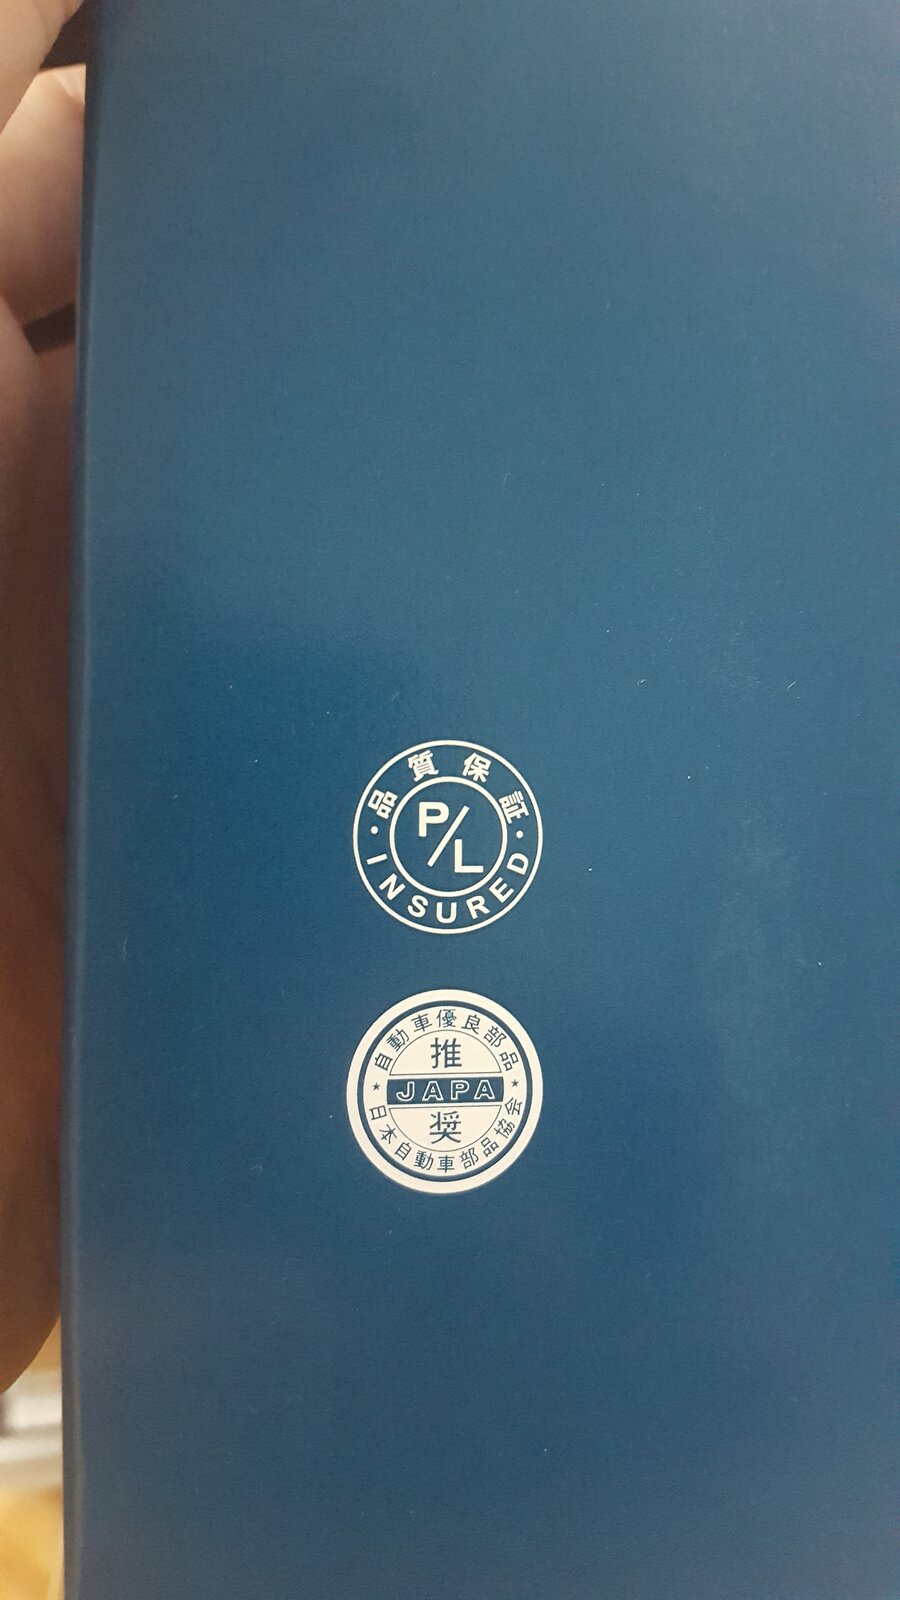 品質保証
P/L
INSURED
自動車優良部品
推
JAPA
奨
日本自動車部品協会